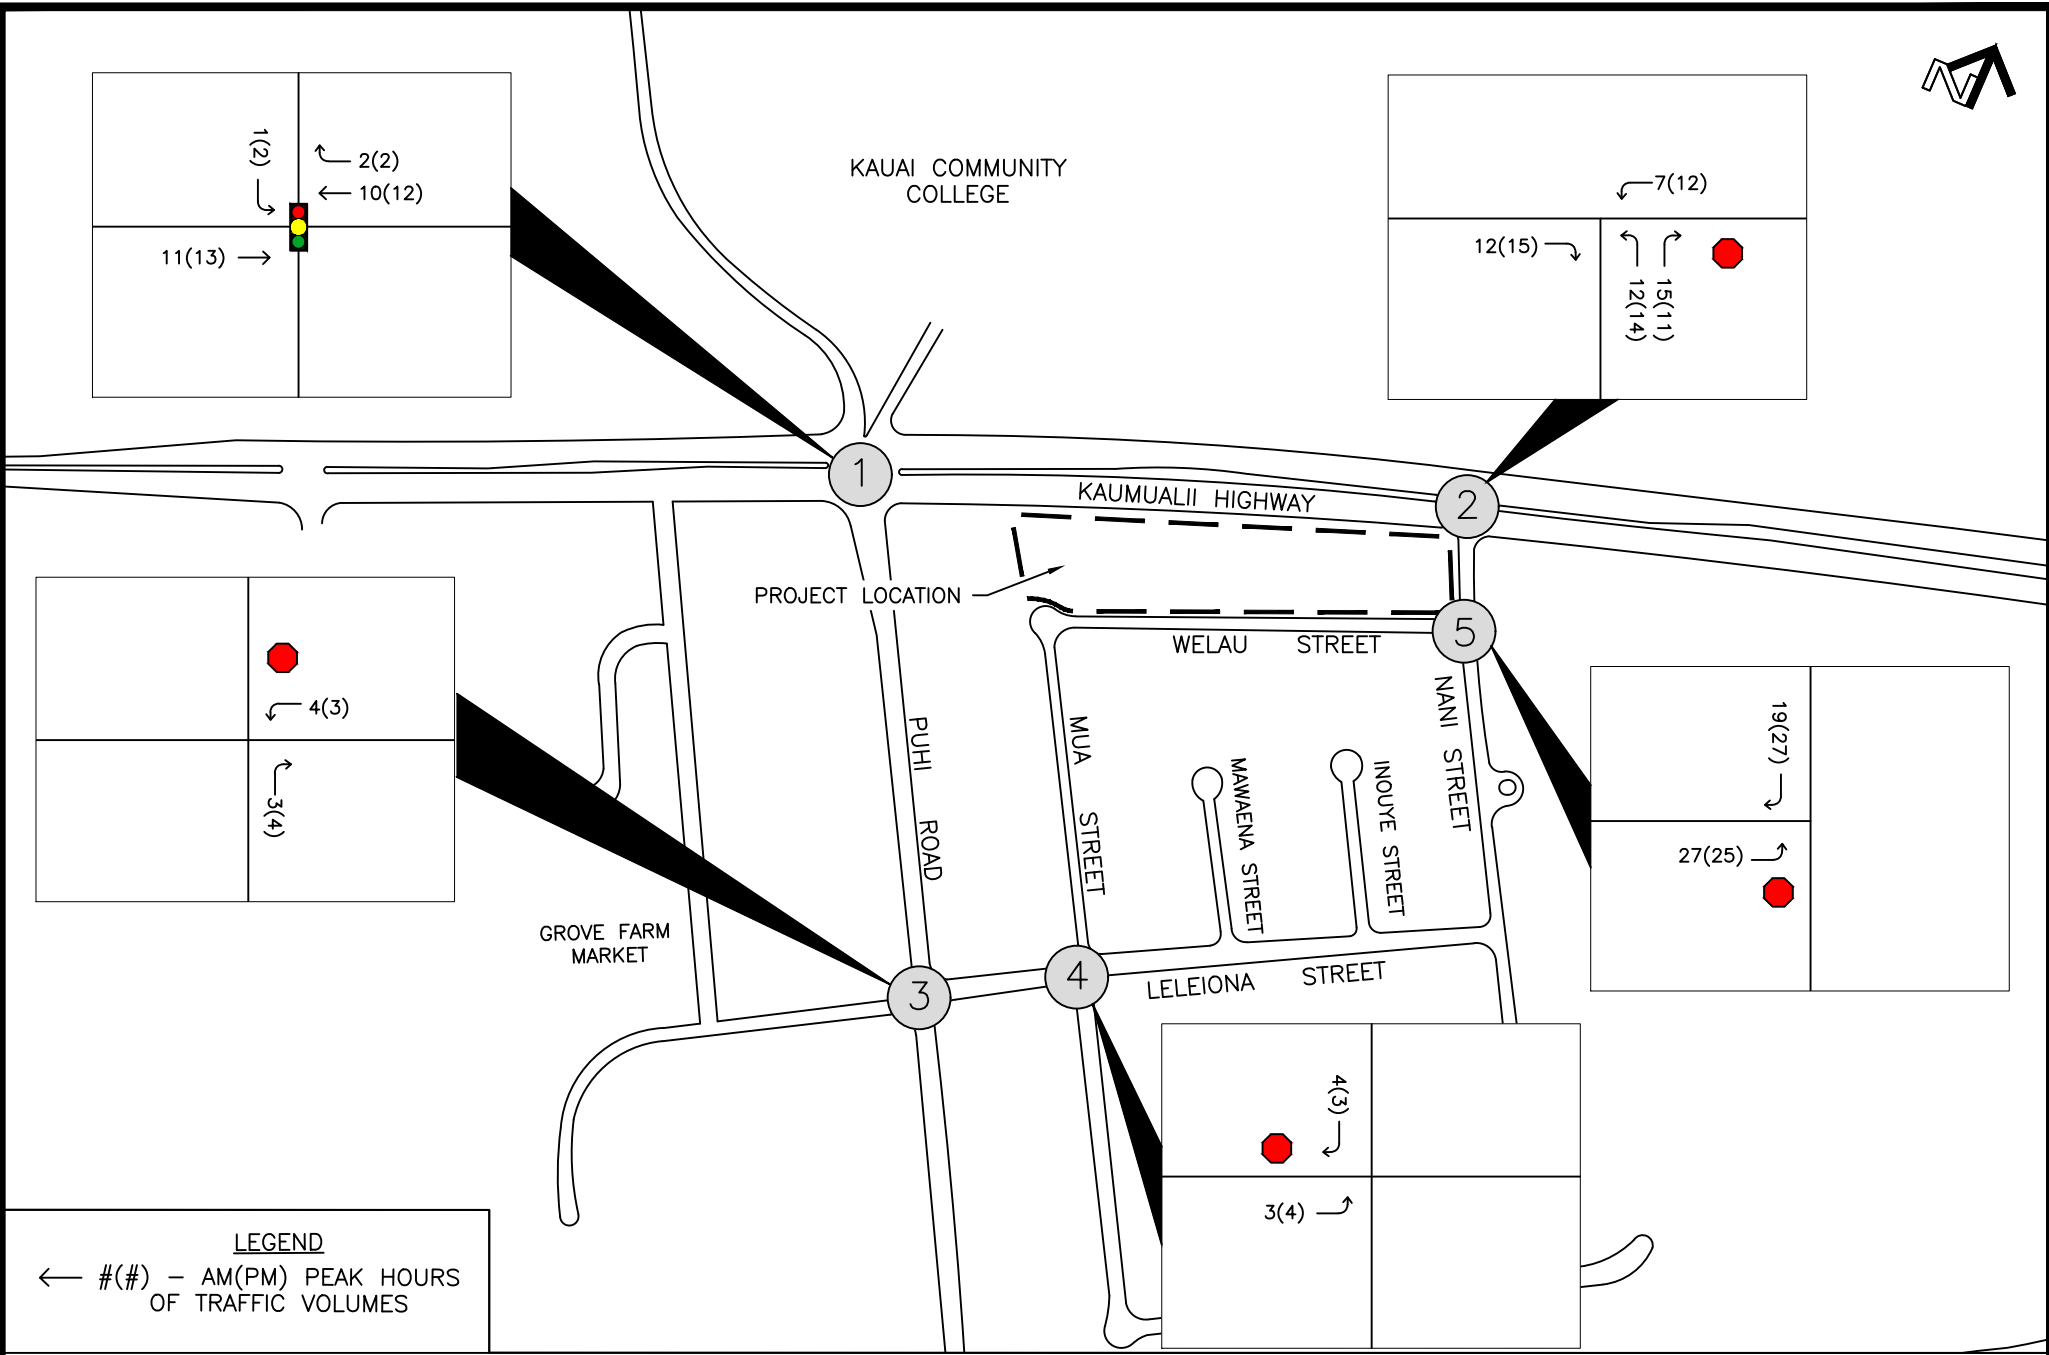 1(2)
2(2)
10(12)
11(13)
KAUAI COMMUNITY
COLLEGE
7(12)
12(15)
12(14)
15(11)
1
2
KAUMUALII HIGHWAY
PROJECT LOCATION
5
WELAU STREET
4(3)
3(4)
PUHI ROAD
MUA STREET
MAWAENA STREET
INOUYE STREET
NANI STREET
19(27)
27(25)
GROVE FARM
MARKET
3
4
LELEIONA STREET
4(3)
3(4)
LEGEND
#(#) – AM(PM) PEAK HOURS
OF TRAFFIC VOLUMES